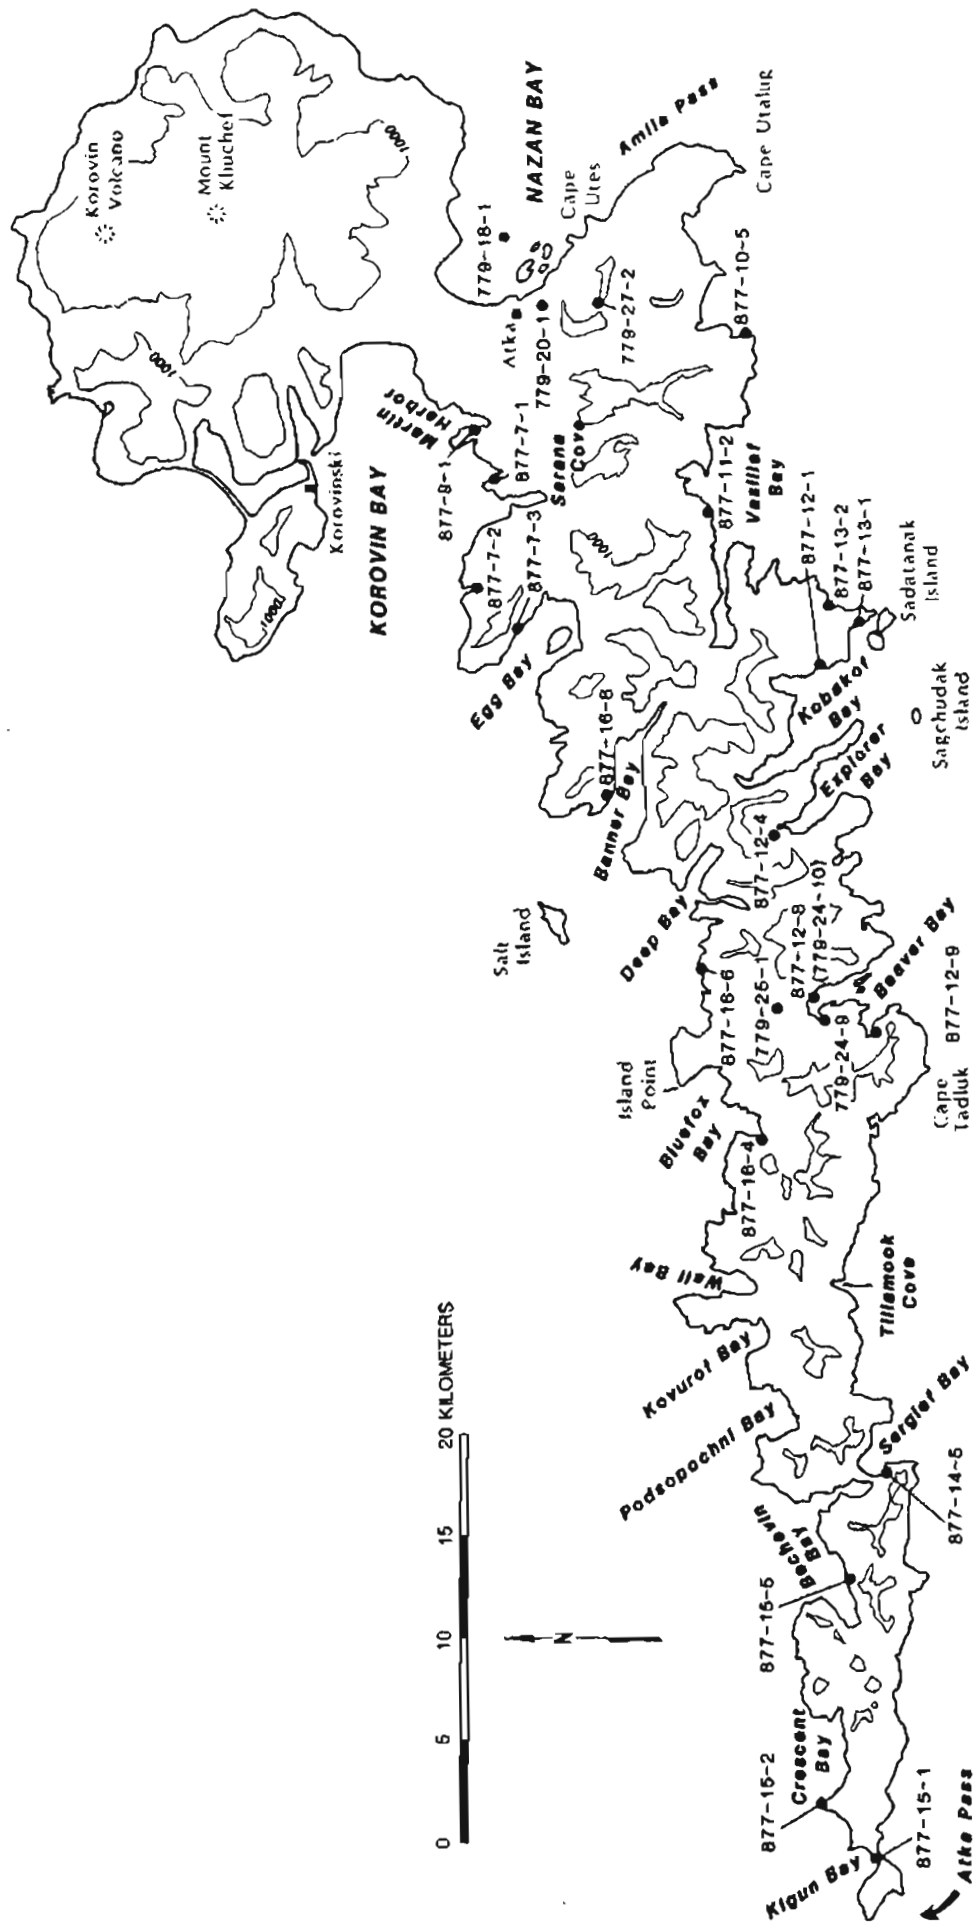 Korovin
Volcano
Mount
Kliuchef
1000
1000
1000
1000
NAZAN BAY
Amlia Pass
Cape
Utes
Cape Utalug
779-18-1
Atka
779-20-1
779-27-2
877-10-5
Martin
Harbor
877-8-1
877-7-1
Korovinski
KOROVIN BAY
877-7-2
877-7-3
Sarana
Cove
877-11-2
Vasilief
Bay
877-12-1
877-13-2
877-13-1
Sadatanak
Island
Egg Bay
877-16-8
Banner Bay
Kobakof
Bay
Sagchudak
Island
Explorer
Bay
877-12-4
Salt
Island
Deep Bay
877-16-6
779-25-1
877-12-8
(779-24-10)
Beaver Bay
877-12-9
779-24-9
Island
Point
Cape
Tadluk
Bluefox
Bay
877-16-4
Wall Bay
Tillamook
Cove
Kovurof Bay
Podsopochni Bay
Sergief Bay
877-14-5
Bechevin
Bay
877-15-5
Crescent
Bay
877-15-2
Kigun Bay
877-15-1
Atka Pass
0 5 10 15 20 KILOMETERS
N